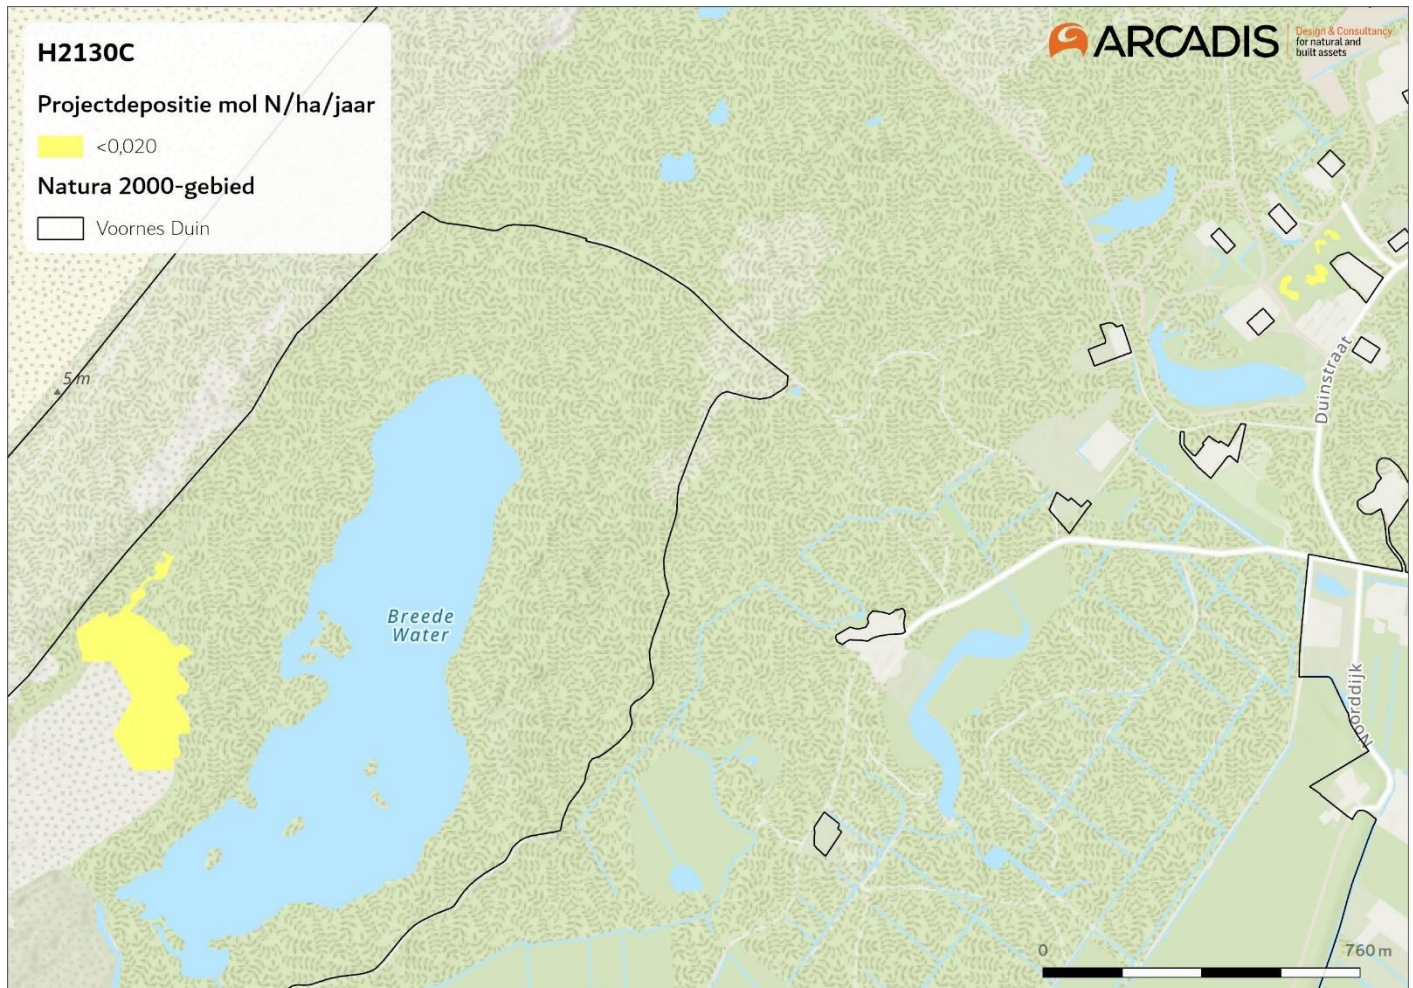 H2130C
Projectdepositie mol N/ha/jaar
<0,020
Natura 2000-gebied
Voornes Duin
ARCADIS
Design & Consultancy
for natural and
built assets
5 m
Duinstraat
Breede
Water
Noorddijk
0
760 m